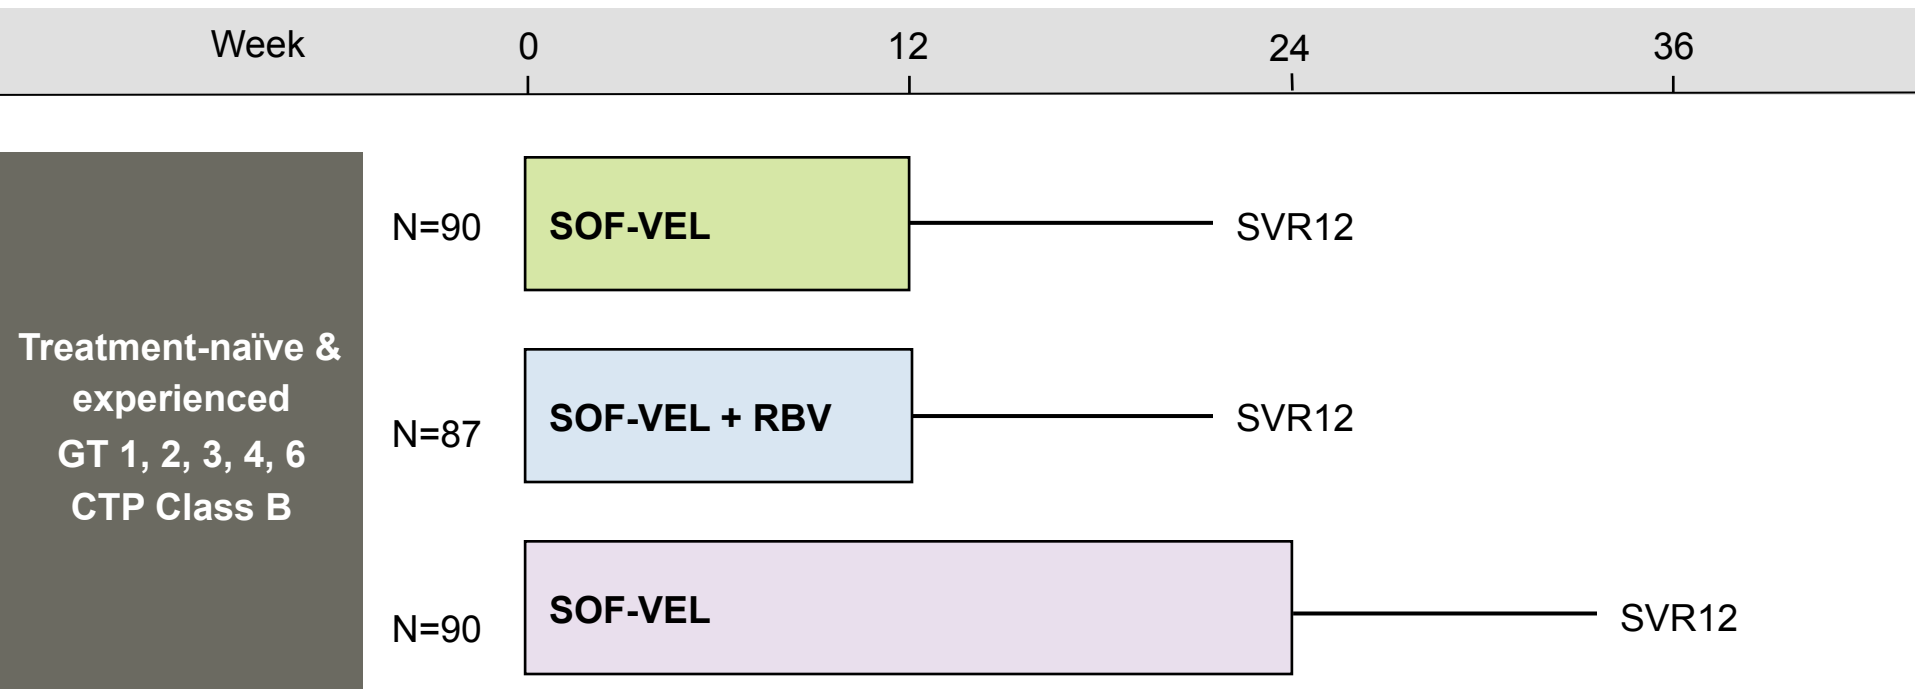 Week 0 12 24 36
N=90 SOF-VEL SVR12
Treatment-naïve &
experienced
GT 1, 2, 3, 4, 6
CTP Class B
N=87 SOF-VEL + RBV SVR12
N=90 SOF-VEL SVR12